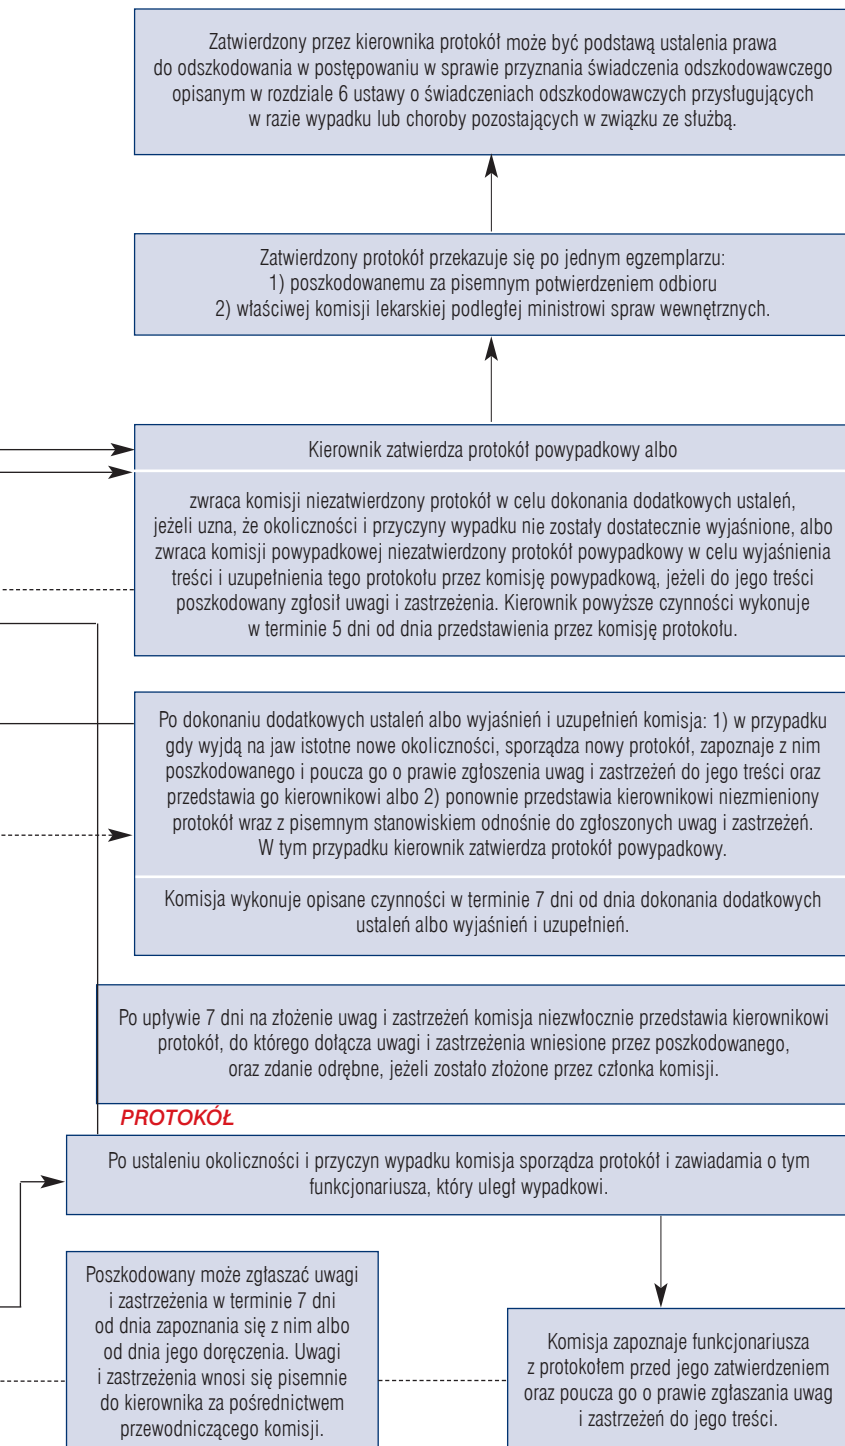 Zatwierdzony przez kierownika protokół może być podstawą ustalenia prawa
do odszkodowania w postępowaniu w sprawie przyznania świadczenia odszkodowawczego
opisanym w rozdziale 6 ustawy o świadczeniach odszkodowawczych przysługujących
w razie wypadku lub choroby pozostających w związku ze służbą.
Zatwierdzony protokół przekazuje się po jednym egzemplarzu:
1) poszkodowanemu za pisemnym potwierdzeniem odbioru
2) właściwej komisji lekarskiej podległej ministrowi spraw wewnętrznych.
Kierownik zatwierdza protokół powypadkowy albo
zwraca komisji niezatwierdzony protokół w celu dokonania dodatkowych ustaleń,
jeżeli uzna, że okoliczności i przyczyny wypadku nie zostały dostatecznie wyjaśnione, albo
zwraca komisji powypadkowej niezatwierdzony protokół powypadkowy w celu wyjaśnienia
treści i uzupełnienia tego protokołu przez komisję powypadkową, jeżeli do jego treści
poszkodowany zgłosił uwagi i zastrzeżenia. Kierownik powyższe czynności wykonuje
w terminie 5 dni od dnia przedstawienia przez komisję protokołu.
Po dokonaniu dodatkowych ustaleń albo wyjaśnień i uzupełnień komisja: 1) w przypadku
gdy wyjdą na jaw istotne nowe okoliczności, sporządza nowy protokół, zapoznaje z nim
poszkodowanego i poucza go o prawie zgłoszenia uwag i zastrzeżeń do jego treści oraz
przedstawia go kierownikowi albo 2) ponownie przedstawia kierownikowi niezmieniony
protokół wraz z pisemnym stanowiskiem odnośnie do zgłoszonych uwag i zastrzeżeń.
W tym przypadku kierownik zatwierdza protokół powypadkowy.
Komisja wykonuje opisane czynności w terminie 7 dni od dnia dokonania dodatkowych
ustaleń albo wyjaśnień i uzupełnień.
Po upływie 7 dni na złożenie uwag i zastrzeżeń komisja niezwłocznie przedstawia kierownikowi
protokół, do którego dołącza uwagi i zastrzeżenia wniesione przez poszkodowanego,
oraz zdanie odrębne, jeżeli zostało złożone przez członka komisji.
PROTOKÓŁ
Po ustaleniu okoliczności i przyczyn wypadku komisja sporządza protokół i zawiadamia o tym
funkcjonariusza, który uległ wypadkowi.
Poszkodowany może zgłaszać uwagi
i zastrzeżenia w terminie 7 dni
od dnia zapoznania się z nim albo
od dnia jego doręczenia. Uwagi
i zastrzeżenia wnosi się pisemnie
do kierownika za pośrednictwem
przewodniczącego komisji.
Komisja zapoznaje funkcjonariusza
z protokołem przed jego zatwierdzeniem
oraz poucza go o prawie zgłaszania uwag
i zastrzeżeń do jego treści.